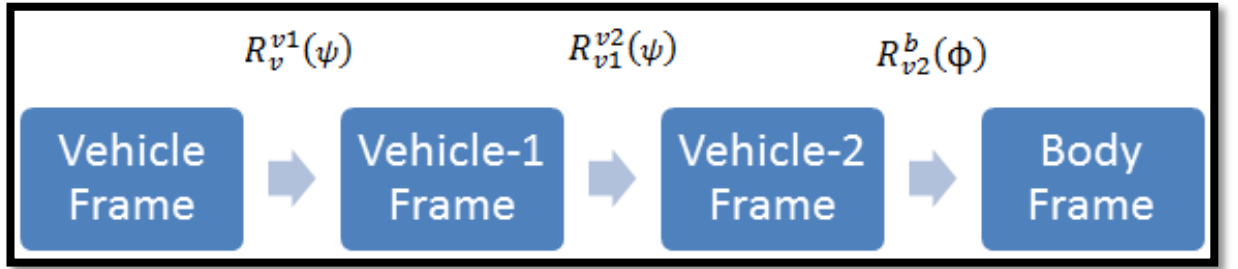 R_v^{v1}(ψ) R_{v1}^{v2}(ψ) R_{v2}^b(ϕ)
Vehicle Frame
Vehicle-1 Frame
Vehicle-2 Frame
Body Frame